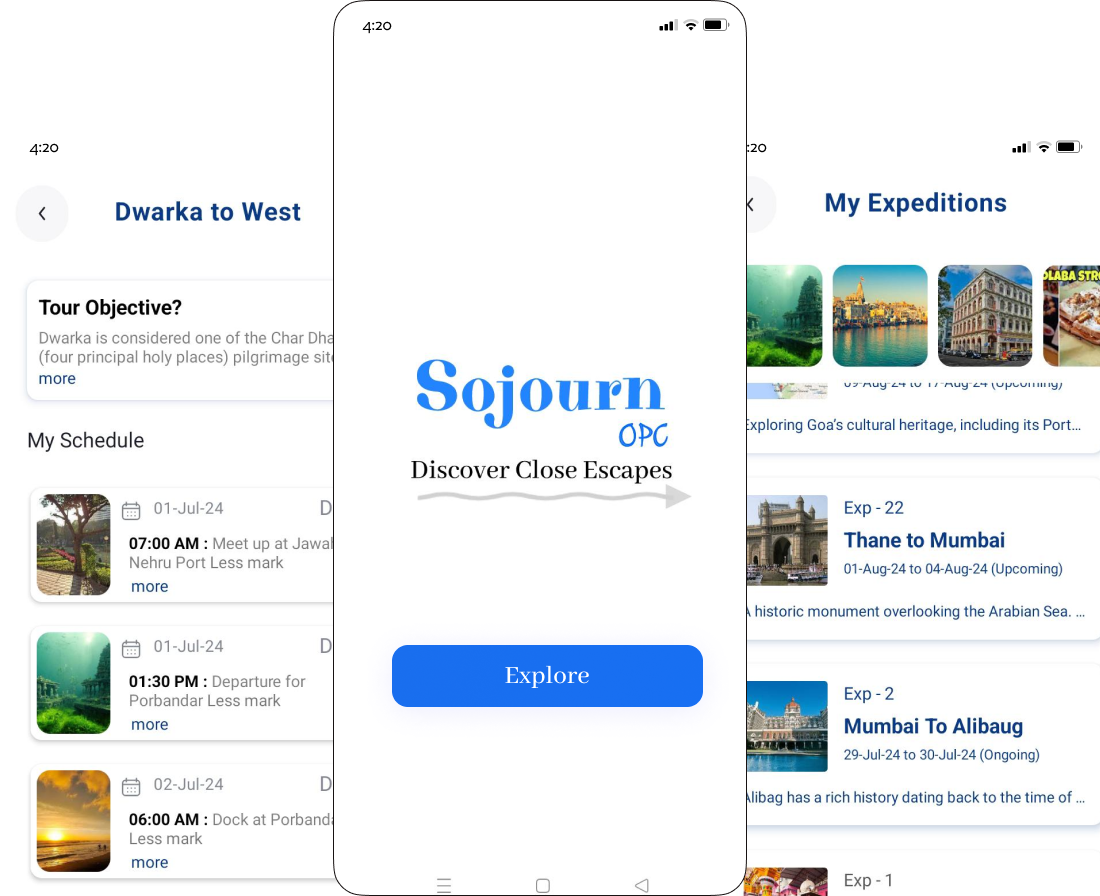 4:20
Dwarka to West
Tour Objective?
Dwarka is considered one of the Char
(four principal holy places) pilgrimage
more
My Schedule
01-Jul-24
07:00 AM : Meet up at
Nehru Port Less mark
more
01-Jul-24
01:30 PM : Departure for
Porbandar Less mark
more
02-Jul-24
06:00 AM : Dock at
Less mark
more
4:20
Sojourn
OPC
Discover Close Escapes
Explore
:20
My Expeditions
09-Aug-24 to 17-Aug-24 (Upcoming)
Exploring Goa's cultural heritage, including its Port...
Exp - 22
Thane to Mumbai
01-Aug-24 to 04-Aug-24 (Upcoming)
A historic monument overlooking the Arabian Sea. ...
Exp - 2
Mumbai To Alibaug
29-Jul-24 to 30-Jul-24 (Ongoing)
Alibag has a rich history dating back to the time of ...
Exp - 1